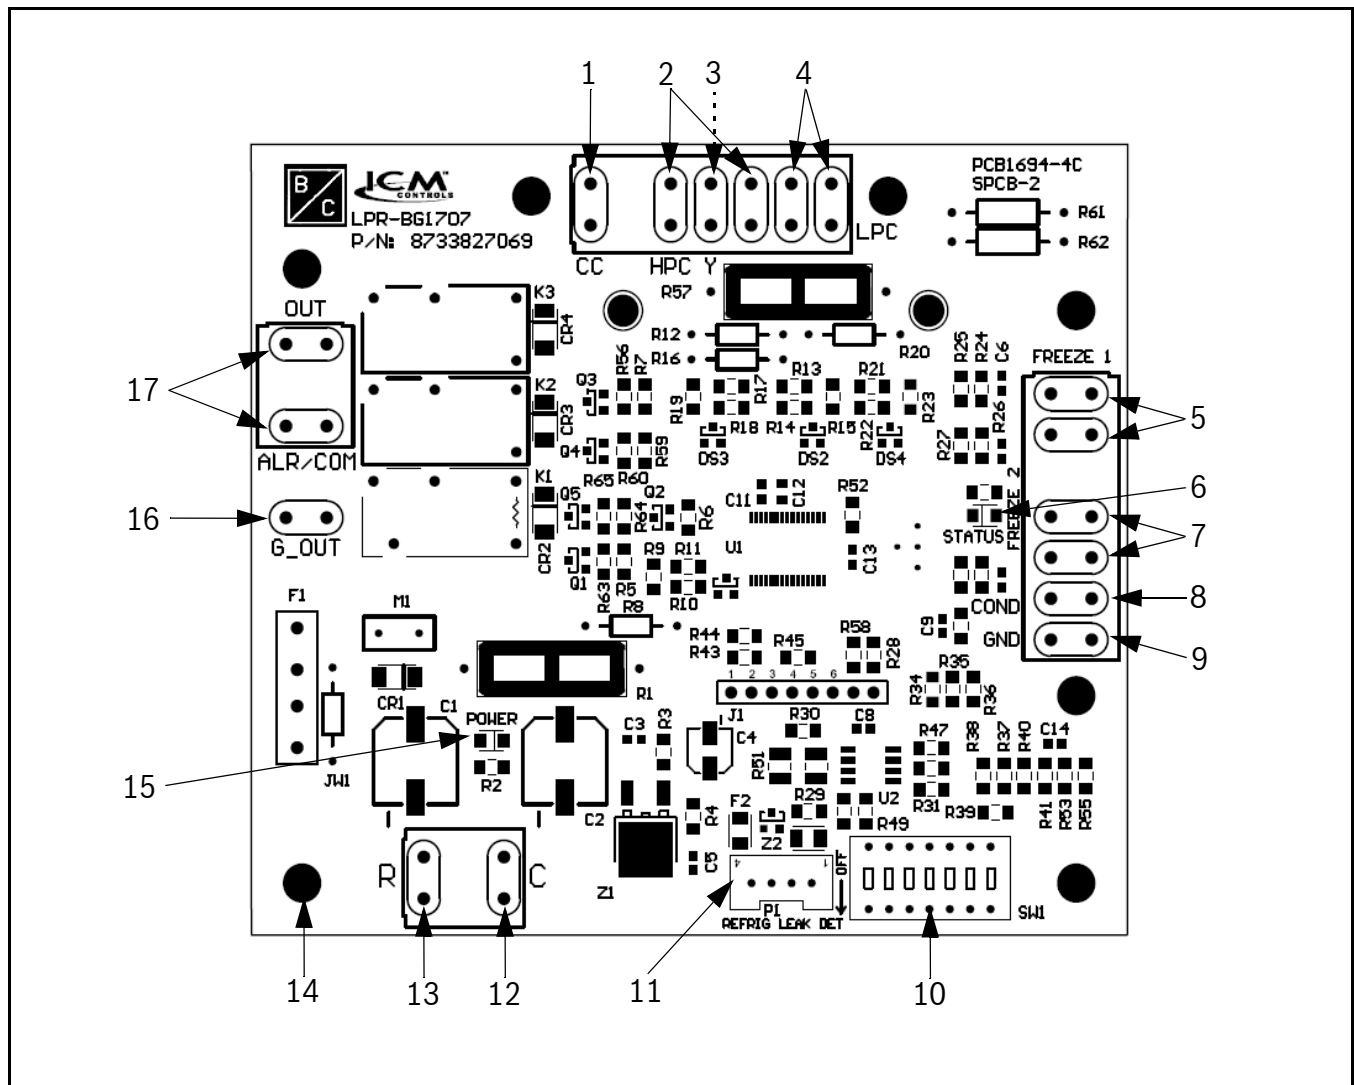 1 2 3 4
PCB1694-4C
SPCB-2
B/C
ICM™
CONTROLS
LPR-BG1707
P/N: 8733827069
R61
R62
LPC
CC HPC Y
R57
OUT
K3
CR4
R12
R16
R20
R25
R24
C6
FREEZE 1
R56
R7
Q3
K2
CR3
R19
R17
R13
R21
R23
R26
17
5
R18
R14
R15
R22
R27
Q4
R59
DS3
DS2
DS4
ALR/COM
K1
R65
R60
Q5
Q2
C11
C12
R52
FREEZE 2
6
16
R64
R6
STATUS
7
G_OUT
CR2
Q1
R9
R11
U1
C13
R63
R5
R10
8
F1
M1
R8
COND
C9
GND
R44
R43
R45
R58
R28
9
R35
R34
R36
1 2 3 4 5 6
R1
CR1
C1
POWER
J1
C3
R3
C4
R30
C8
R47
R38
R37
R40
C14
JW1
R51
15
R2
R29
U2
R31
R39
R41
R53
R55
C2
R4
F2
Z2
R49
R
C
C5
4
1
OFF
Z1
P1
SW1
REFRIG LEAK DET
14 13 12 11 10